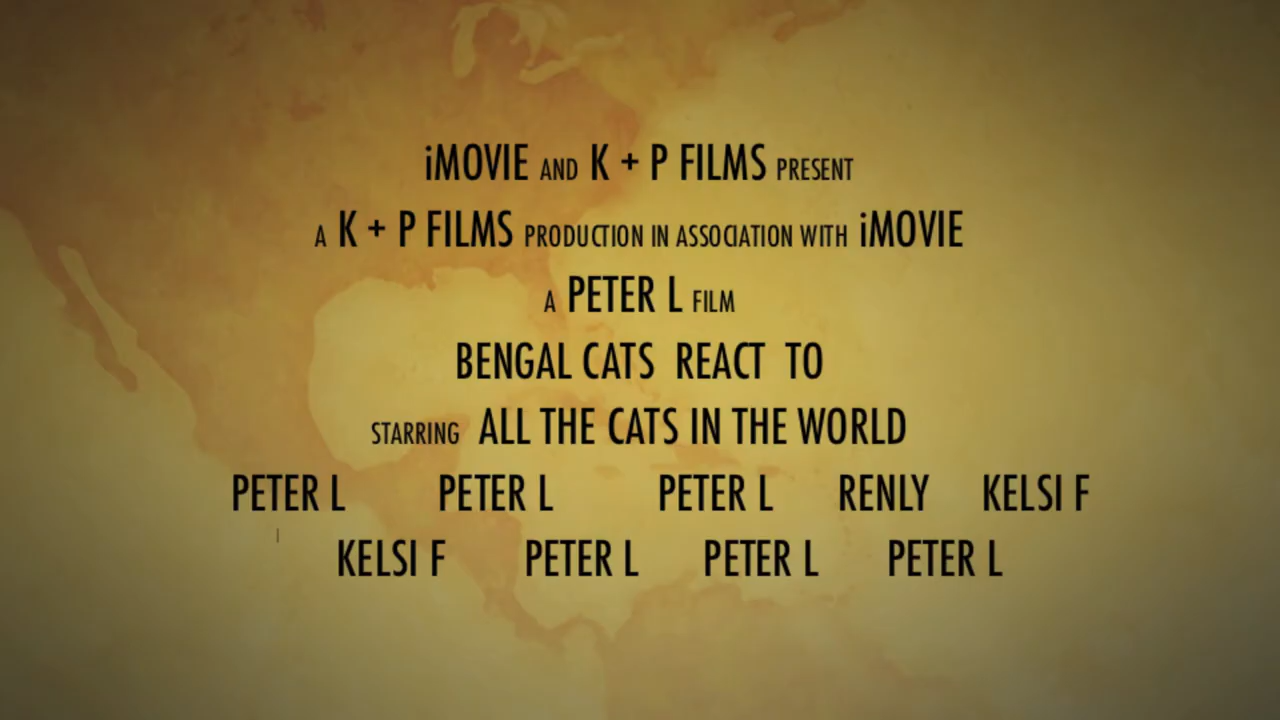 iMOVIE AND K + P FILMS PRESENT
A K + P FILMS PRODUCTION IN ASSOCIATION WITH iMOVIE
A PETER L FILM
BENGAL CATS REACT TO
STARRING ALL THE CATS IN THE WORLD
PETER L PETER L PETER L RENLY KELSI F
KELSI F PETER L PETER L PETER L